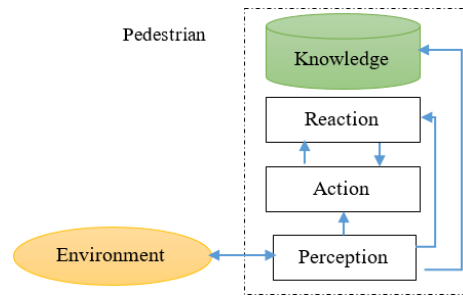 Pedestrian
Knowledge
Reaction
Action
Environment
Perception